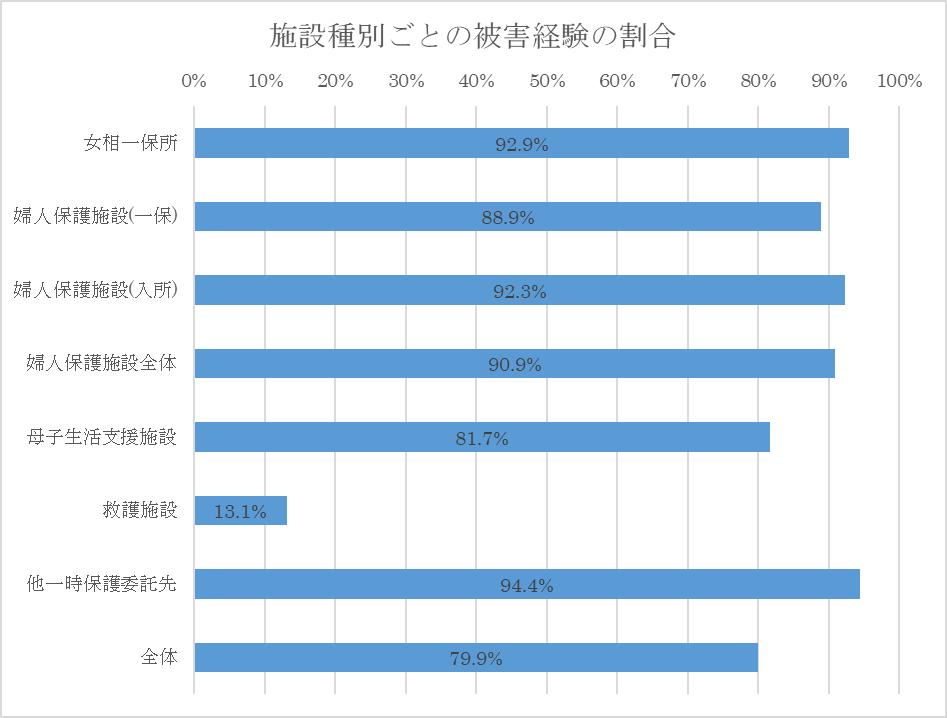 施設種別ごとの被害経験の割合
0% 10% 20% 30% 40% 50% 60% 70% 80% 90% 100%
女相一保所 92.9%
婦人保護施設(一保) 88.9%
婦人保護施設(入所) 92.3%
婦人保護施設全体 90.9%
母子生活支援施設 81.7%
救護施設 13.1%
他一時保護委託先 94.4%
全体 79.9%